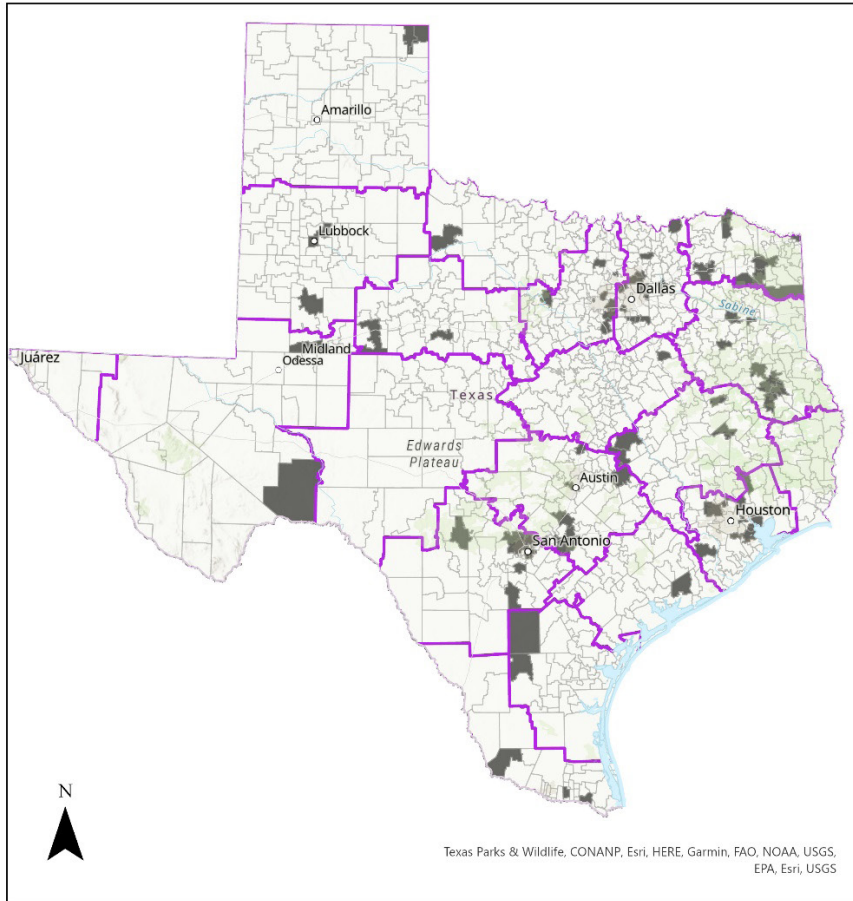 Amarillo
Lubbock
Dallas
Sabine
Midland
Odessa
Juárez
Texas
Edwards
Plateau
Austin
Houston
San Antonio
N
Texas Parks & Wildlife, CONANP, Esri, HERE, Garmin, FAO, NOAA, USGS,
EPA, Esri, USGS